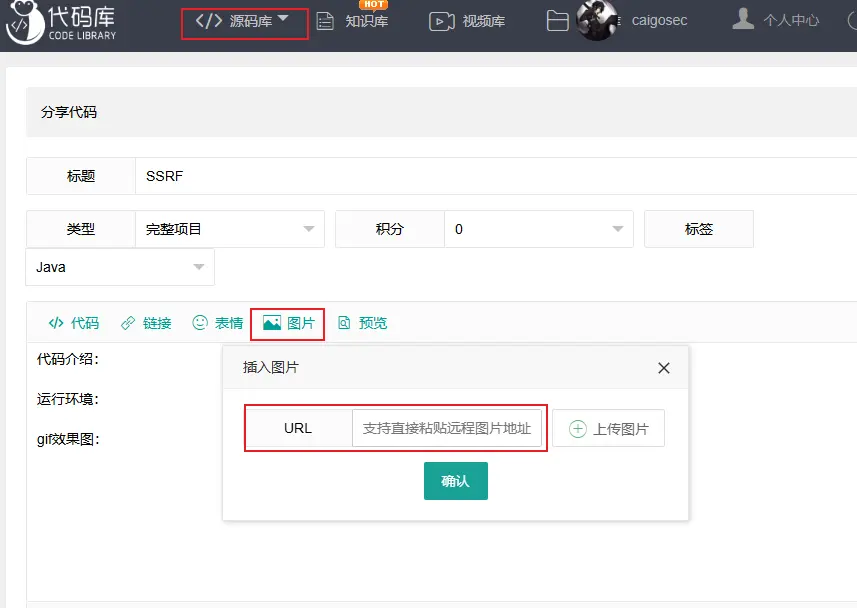 代码库
CODE LIBRARY
</> 源码库
知识库
HOT
视频库
caigosec
个人中心
分享代码
标题 SSRF
类型 完整项目 积分 0 标签
Java
代码 链接 表情 图片 预览
代码介绍：
运行环境：
gif效果图：
插入图片
URL 支持直接粘贴远程图片地址 上传图片
确认